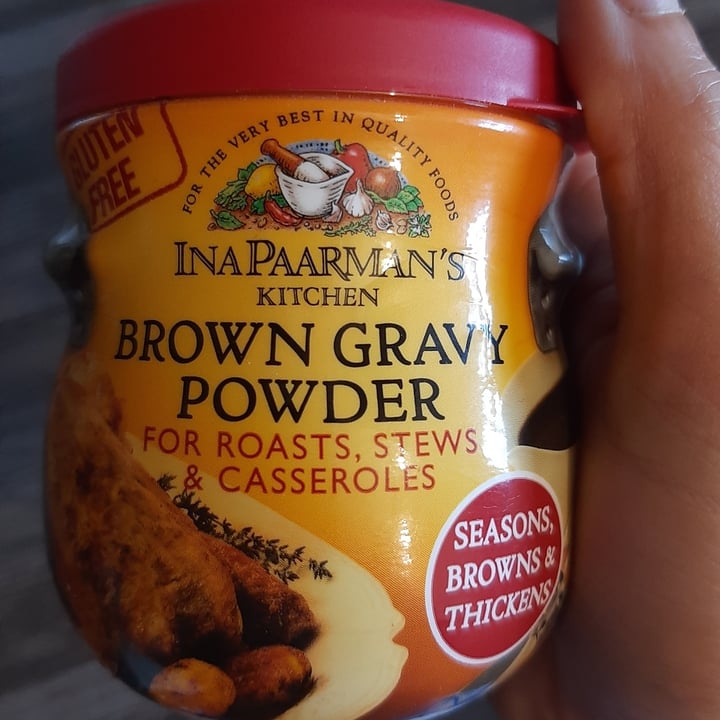 GLUTEN
FREE
FOR THE VERY BEST IN QUALITY FOODS
INA PAARMAN'S
KITCHEN
BROWN GRAVY
POWDER
FOR ROASTS, STEWS
& CASSEROLES
SEASONS,
BROWNS &
THICKENS